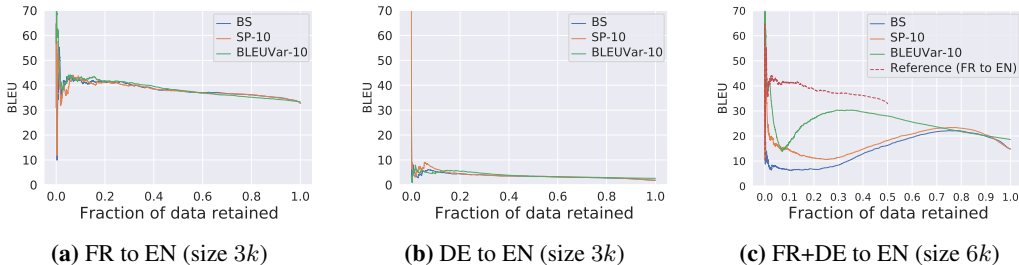 70
60
50
40
30
20
10
0
BLEU
BS
SP-10
BLEUVar-10
0.0 0.2 0.4 0.6 0.8 1.0
Fraction of data retained
(a) FR to EN (size 3k)
70
60
50
40
30
20
10
0
BLEU
BS
SP-10
BLEUVar-10
0.0 0.2 0.4 0.6 0.8 1.0
Fraction of data retained
(b) DE to EN (size 3k)
70
60
50
40
30
20
10
0
BLEU
BS
SP-10
BLEUVar-10
Reference (FR to EN)
0.0 0.1 0.2 0.3 0.4 0.5 0.6 0.7 0.8 0.9 1.0
Fraction of data retained
(c) FR+DE to EN (size 6k)